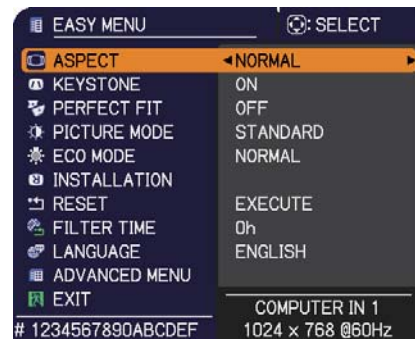 EASY MENU : SELECT
ASPECT NORMAL
KEYSTONE ON
PERFECT FIT OFF
PICTURE MODE STANDARD
ECO MODE NORMAL
INSTALLATION
RESET EXECUTE
FILTER TIME 0h
LANGUAGE ENGLISH
ADVANCED MENU
EXIT COMPUTER IN 1
# 1234567890ABCDEF 1024 x 768 @60Hz